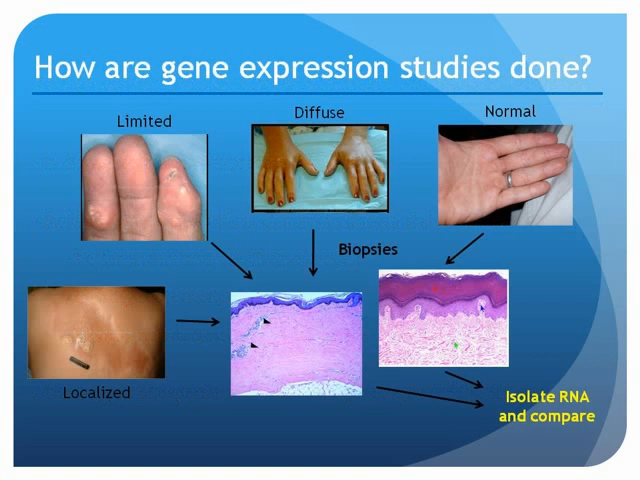 How are gene expression studies done?
Limited
Diffuse
Normal
Biopsies
Localized
Isolate RNA
and compare